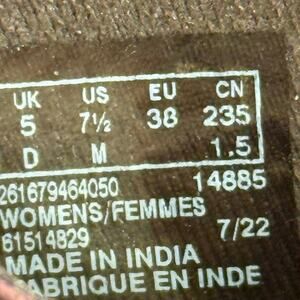 UK US EU CN
5 7½ 38 235
D M 1.5
261679464050 14885
WOMENS/FEMMES
61514829 7/22
MADE IN INDIA
FABRIQUE EN INDE